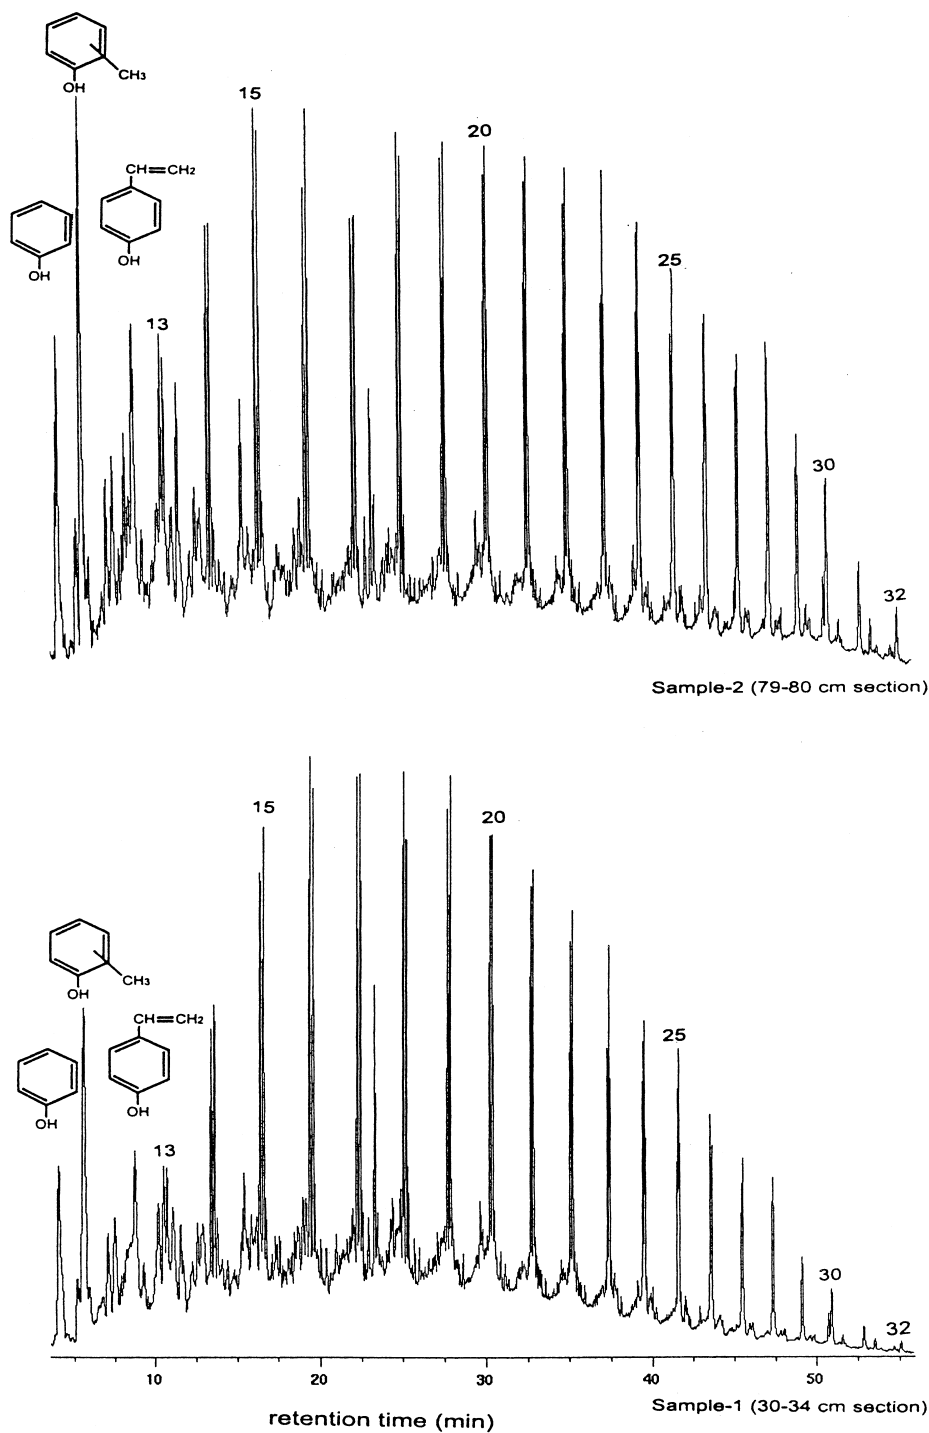 CH3
OH
15
20
CH=CH2
OH
OH
25
13
30
32
Sample-2 (79-80 cm section)
15
20
CH3
OH
CH=CH2
25
OH
OH
13
30
32
10 20 30 40 50
retention time (min)
Sample-1 (30-34 cm section)